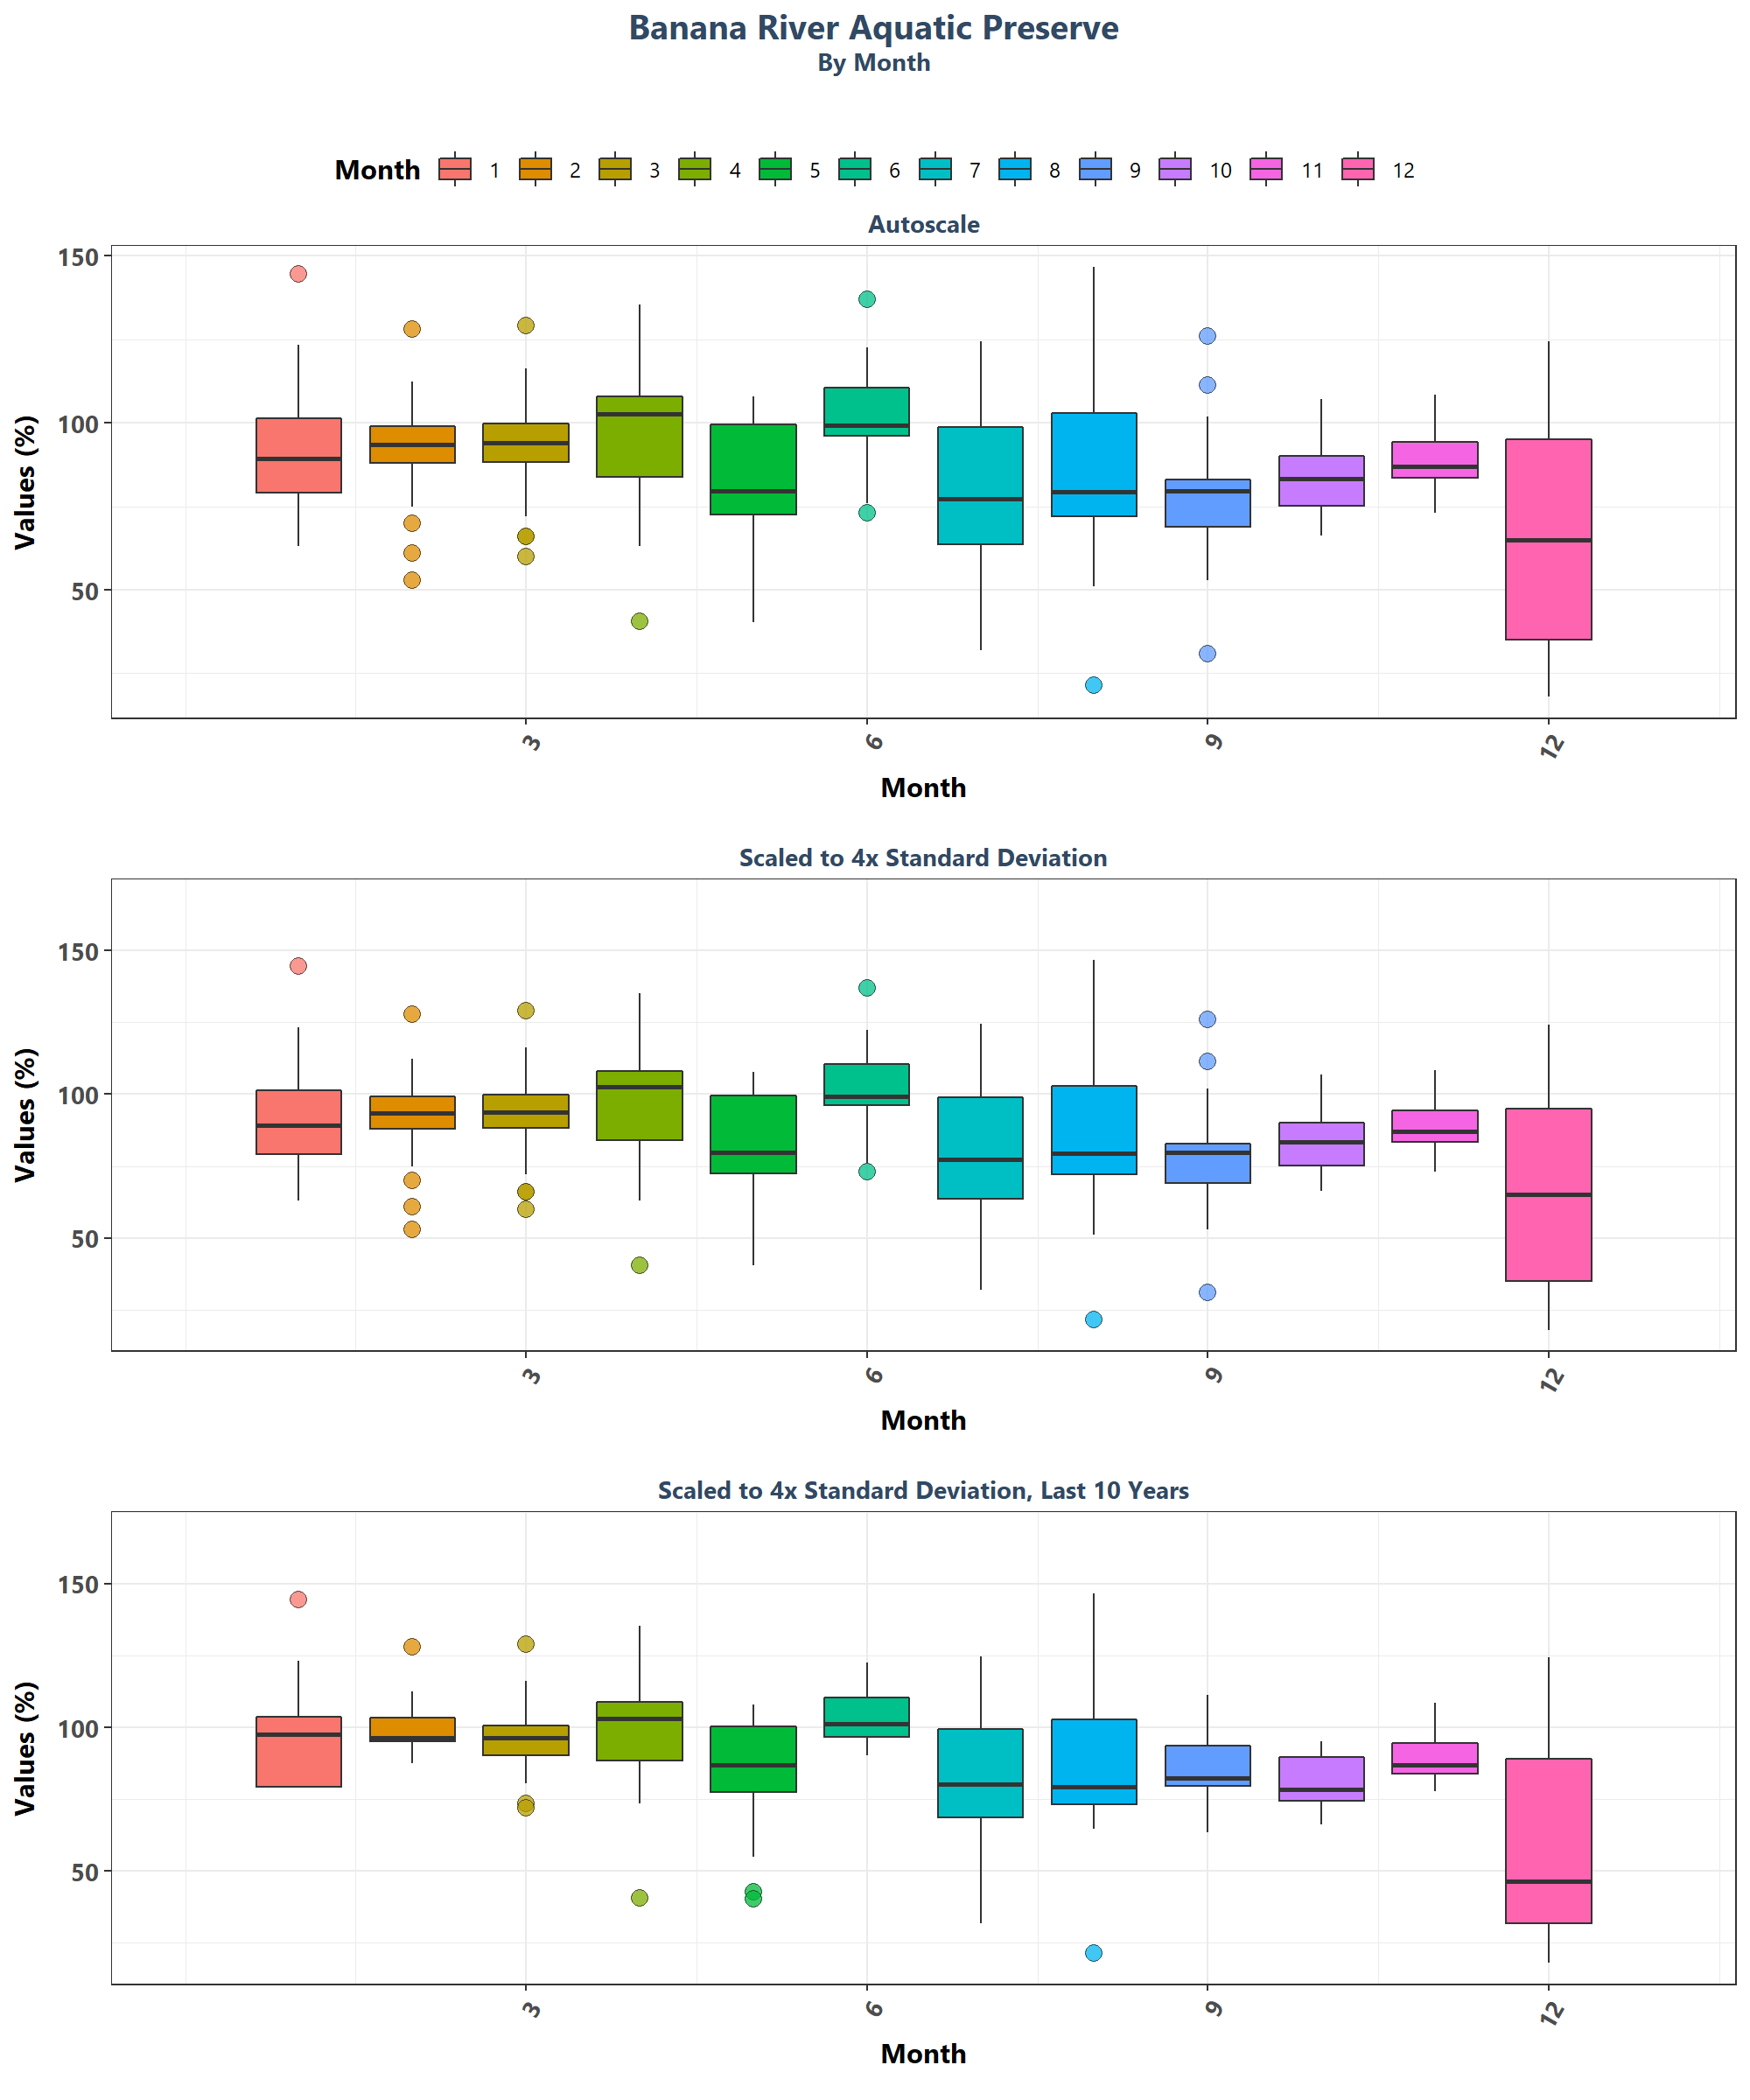 Banana River Aquatic Preserve
By Month
Month 1 2 3 4 5 6 7 8 9 10 11 12
Autoscale
Values (%)
150
100
50
3 6 9 12
Month
Scaled to 4x Standard Deviation
Values (%)
150
100
50
3 6 9 12
Month
Scaled to 4x Standard Deviation, Last 10 Years
Values (%)
150
100
50
3 6 9 12
Month